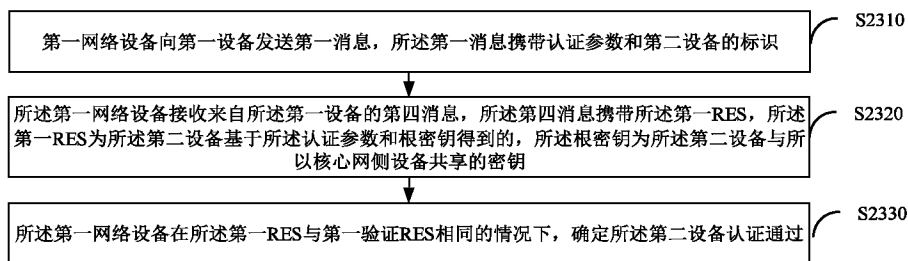 第一网络设备向第一设备发送第一消息，所述第一消息携带认证参数和第二设备的标识
S2310
所述第一网络设备接收来自所述第一设备的第四消息，所述第四消息携带所述第一RES，所述
第一RES为所述第二设备基于所述认证参数和根密钥得到的，所述根密钥为所述第二设备与所
以核心网侧设备共享的密钥
S2320
所述第一网络设备在所述第一RES与第一验证RES相同的情况下，确定所述第二设备认证通过
S2330